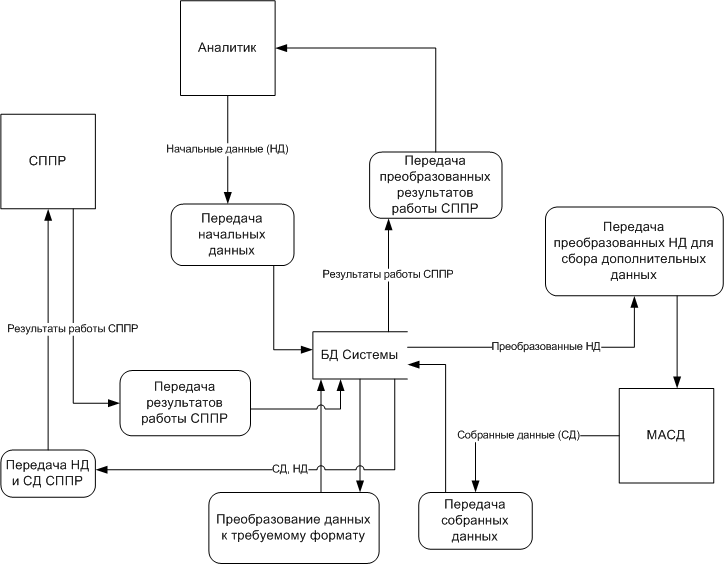 Аналитик
СППР
Начальные данные (НД)
Передача
преобразованных
результатов
работы СППР
Передача
начальных
данных
Передача
преобразованных НД для
сбора дополнительных
данных
Результаты работы СППР
Результаты работы СППР
БД Системы
Преобразованные НД
Передача
результатов
работы СППР
МАСД
Собранные данные (СД)
Передача НД
и СД СППР
СД, НД
Преобразование данных
к требуемому формату
Передача
собранных
данных